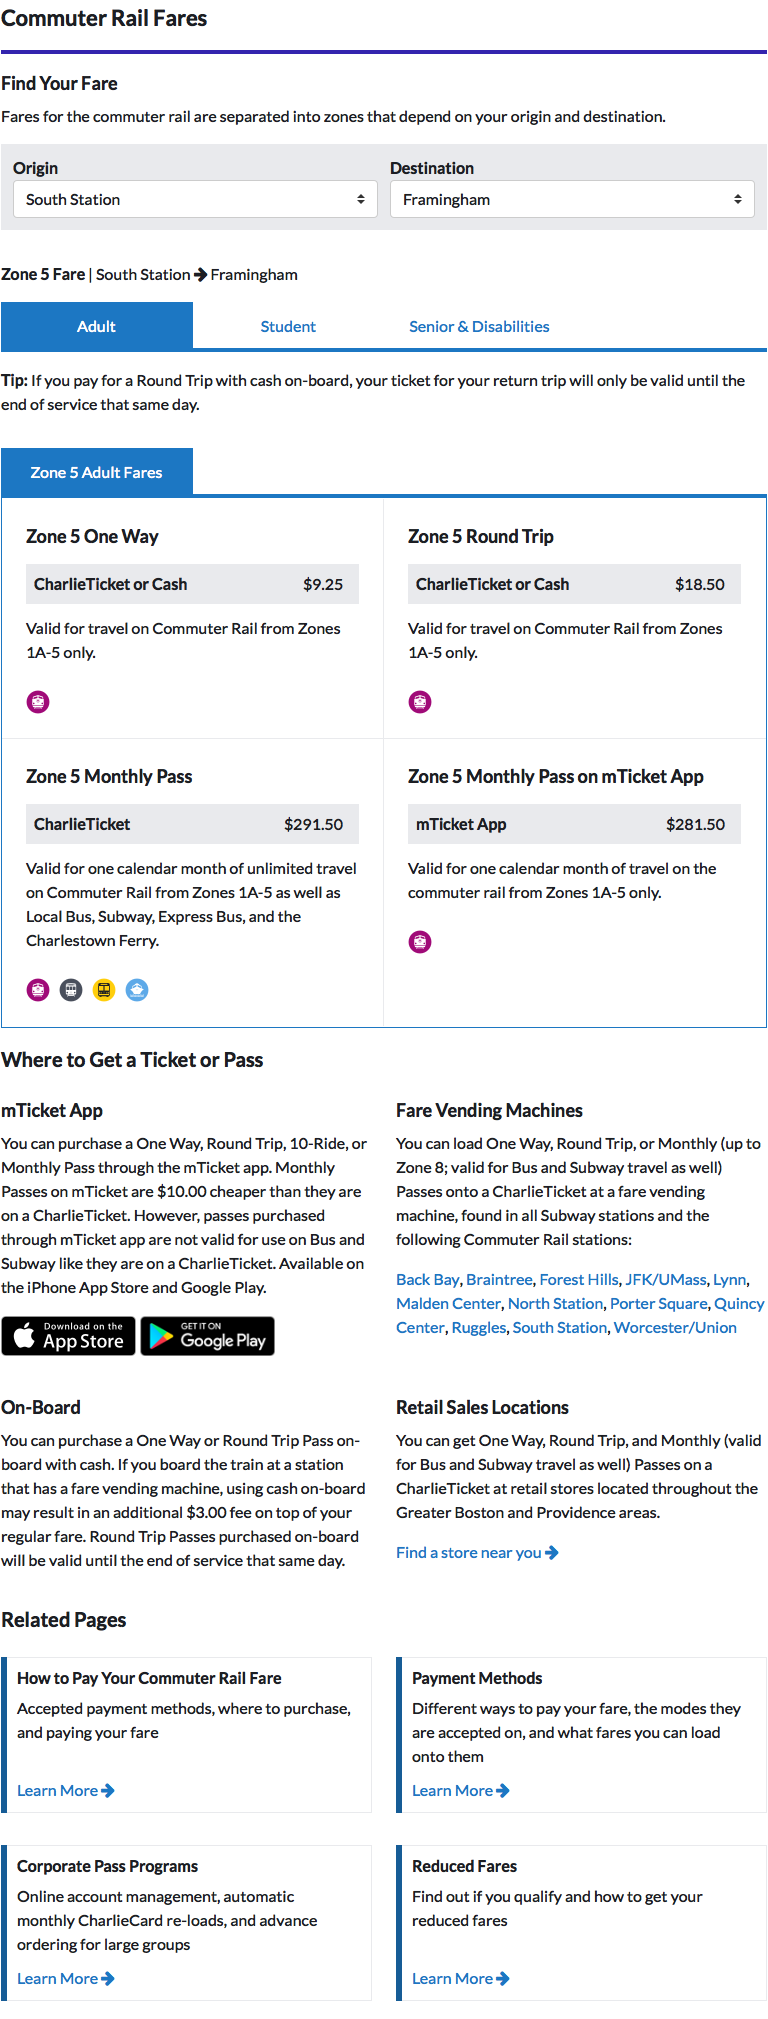 Commuter Rail Fares
Find Your Fare
Fares for the commuter rail are separated into zones that depend on your origin and destination.
Origin
South Station
Destination
Framingham
Zone 5 Fare | South Station → Framingham
Adult
Student
Senior & Disabilities
Tip: If you pay for a Round Trip with cash on-board, your ticket for your return trip will only be valid until the
end of service that same day.
Zone 5 Adult Fares
Zone 5 One Way
CharlieTicket or Cash $9.25
Valid for travel on Commuter Rail from Zones
1A-5 only.
Zone 5 Round Trip
CharlieTicket or Cash $18.50
Valid for travel on Commuter Rail from Zones
1A-5 only.
Zone 5 Monthly Pass
CharlieTicket $291.50
Valid for one calendar month of unlimited travel
on Commuter Rail from Zones 1A-5 as well as
Local Bus, Subway, Express Bus, and the
Charlestown Ferry.
Zone 5 Monthly Pass on mTicket App
mTicket App $281.50
Valid for one calendar month of travel on the
commuter rail from Zones 1A-5 only.
Where to Get a Ticket or Pass
mTicket App
You can purchase a One Way, Round Trip, 10-Ride, or
Monthly Pass through the mTicket app. Monthly
Passes on mTicket are $10.00 cheaper than they are
on a CharlieTicket. However, passes purchased
through mTicket app are not valid for use on Bus and
Subway like they are on a CharlieTicket. Available on
the iPhone App Store and Google Play.
Download on the
App Store
GET IT ON
Google Play
Fare Vending Machines
You can load One Way, Round Trip, or Monthly (up to
Zone 8; valid for Bus and Subway travel as well)
Passes onto a CharlieTicket at a fare vending
machine, found in all Subway stations and the
following Commuter Rail stations:
Back Bay, Braintree, Forest Hills, JFK/UMass, Lynn,
Malden Center, North Station, Porter Square, Quincy
Center, Ruggles, South Station, Worcester/Union
On-Board
You can purchase a One Way or Round Trip Pass on-
board with cash. If you board the train at a station
that has a fare vending machine, using cash on-board
may result in an additional $3.00 fee on top of your
regular fare. Round Trip Passes purchased on-board
will be valid until the end of service that same day.
Retail Sales Locations
You can get One Way, Round Trip, and Monthly (valid
for Bus and Subway travel as well) Passes on a
CharlieTicket at retail stores located throughout the
Greater Boston and Providence areas.
Find a store near you →
Related Pages
How to Pay Your Commuter Rail Fare
Accepted payment methods, where to purchase,
and paying your fare
Learn More →
Payment Methods
Different ways to pay your fare, the modes they
are accepted on, and what fares you can load
onto them
Learn More →
Corporate Pass Programs
Online account management, automatic
monthly CharlieCard re-loads, and advance
ordering for large groups
Learn More →
Reduced Fares
Find out if you qualify and how to get your
reduced fares
Learn More →